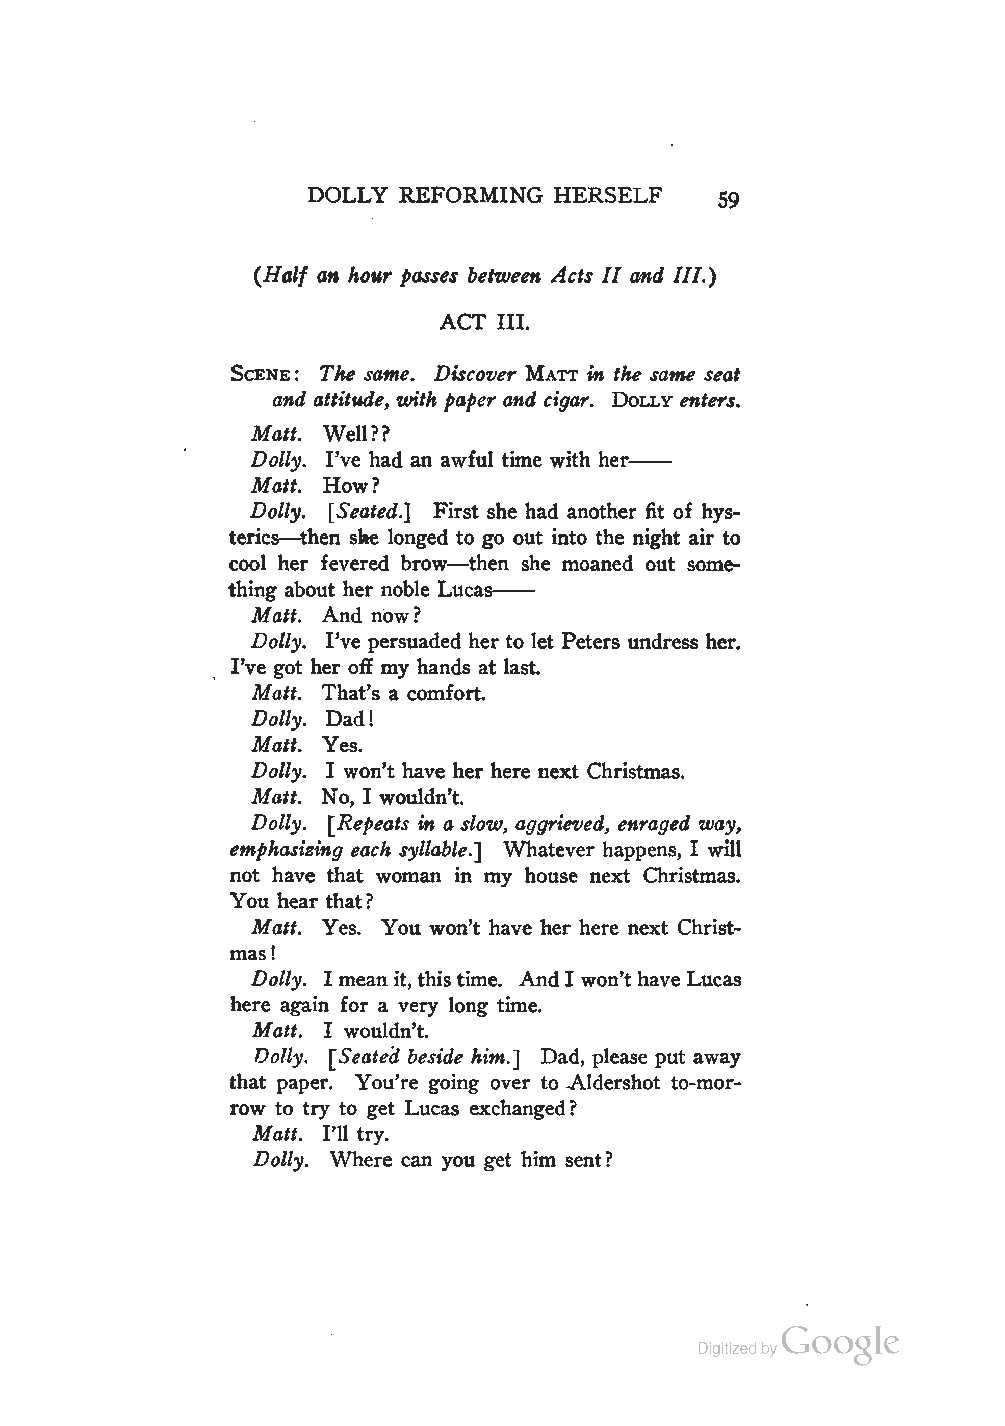 DOLLY REFORMING HERSELF 59
(Half an hour passes between Acts II and III.)
ACT III.
SCENE: The same. Discover MATT in the same seat
and attitude, with paper and cigar. DOLLY enters.
Matt. Well??
Dolly. I've had an awful time with her——
Matt. How?
Dolly. [Seated.] First she had another fit of hys-
terics—then she longed to go out into the night air to
cool her fevered brow—then she moaned out some-
thing about her noble Lucas——
Matt. And now?
Dolly. I've persuaded her to let Peters undress her.
I've got her off my hands at last.
Matt. That's a comfort.
Dolly. Dad!
Matt. Yes.
Dolly. I won't have her here next Christmas.
Matt. No, I wouldn't.
Dolly. [Repeats in a slow, aggrieved, enraged way,
emphasizing each syllable.] Whatever happens, I will
not have that woman in my house next Christmas.
You hear that?
Matt. Yes. You won't have her here next Christ-
mas!
Dolly. I mean it, this time. And I won't have Lucas
here again for a very long time.
Matt. I wouldn't.
Dolly. [Seated beside him.] Dad, please put away
that paper. You're going over to Aldershot to-mor-
row to try to get Lucas exchanged?
Matt. I'll try.
Dolly. Where can you get him sent?
Digitized by Google